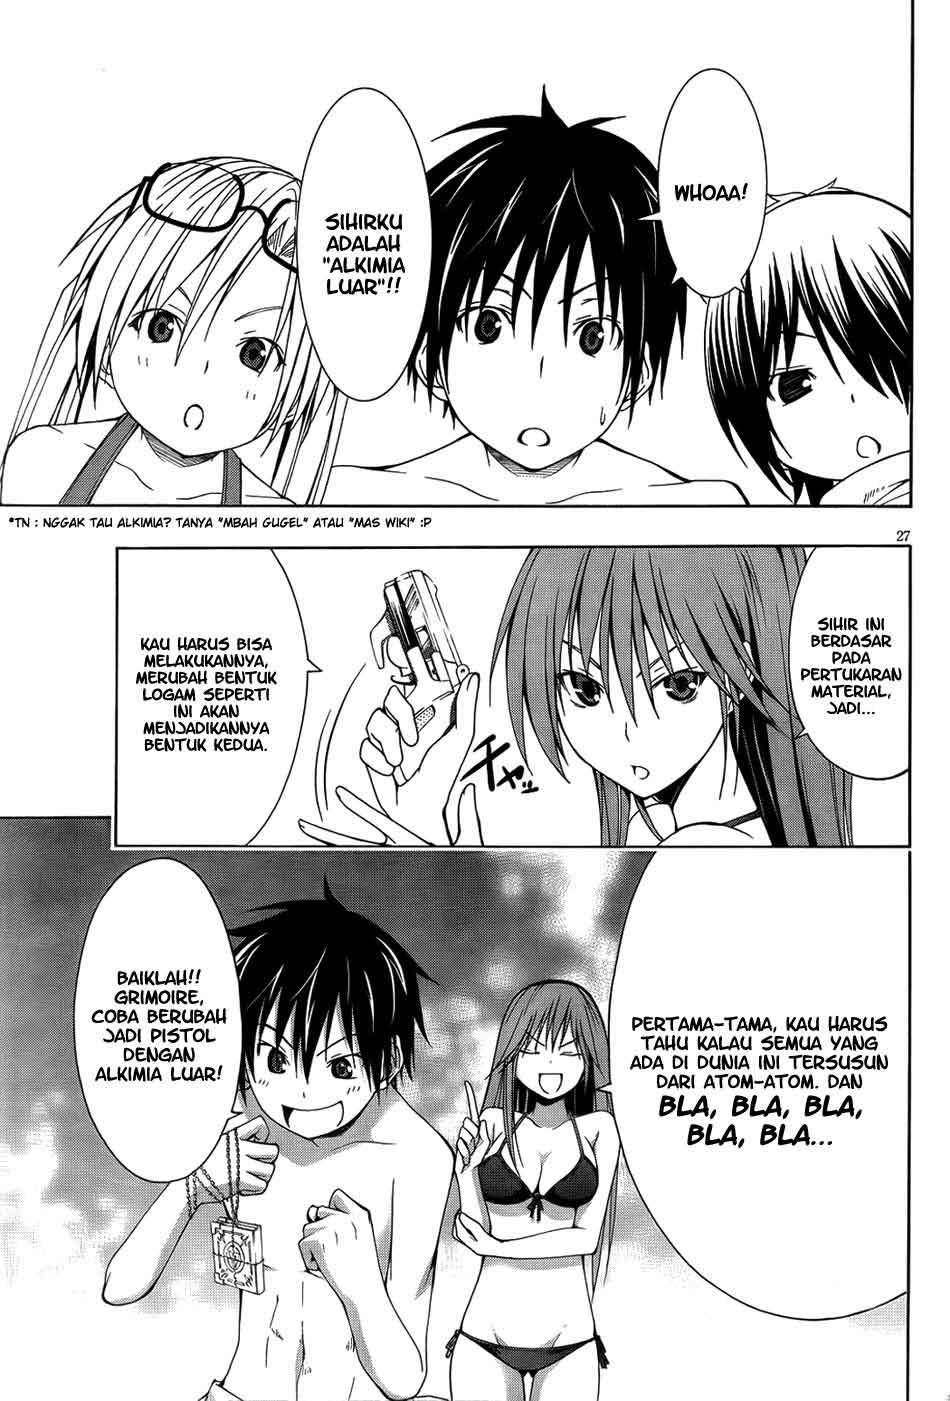 WHOAA!
SIHIRKU
ADALAH
"ALKIMIA
LUAR"!!
*TN : NGGAK TAU ALKIMIA? TANYA "MBAH GUGEL" ATAU "MAS WIKI" :P
27
SIHIR INI
BERDASAR
PADA
PERTUKARAN
MATERIAL,
JADI...
チャッ
KAU HARUS BISA
MELAKUKANNYA,
MERUBAH BENTUK
LOGAM SEPERTI
INI AKAN
MENJADIKANNYA
BENTUK KEDUA.
PERTAMA-TAMA, KAU HARUS
TAHU KALAU SEMUA YANG
ADA DI DUNIA INI TERSUSUN
DARI ATOM-ATOM. DAN
BLA, BLA, BLA,
BLA, BLA...
BAIKLAH!!
GRIMOIRE,
COBA BERUBAH
JADI PISTOL
DENGAN
ALKIMIA LUAR!